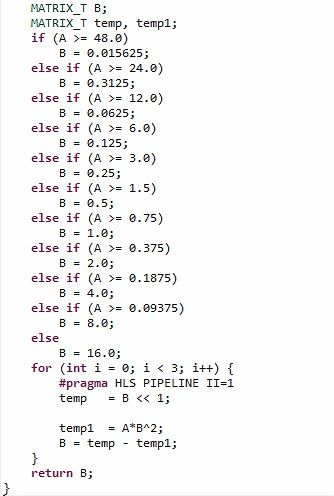 MATRIX_T B;
MATRIX_T temp, temp1;
if (A >= 48.0)
B = 0.015625;
else if (A >= 24.0)
B = 0.3125;
else if (A >= 12.0)
B = 0.0625;
else if (A >= 6.0)
B = 0.125;
else if (A >= 3.0)
B = 0.25;
else if (A >= 1.5)
B = 0.5;
else if (A >= 0.75)
B = 1.0;
else if (A >= 0.375)
B = 2.0;
else if (A >= 0.1875)
B = 4.0;
else if (A >= 0.09375)
B = 8.0;
else
B = 16.0;
for (int i = 0; i < 3; i++) {
#pragma HLS PIPELINE II=1
temp = B << 1;
temp1 = A*B^2;
B = temp - temp1;
}
return B;
}